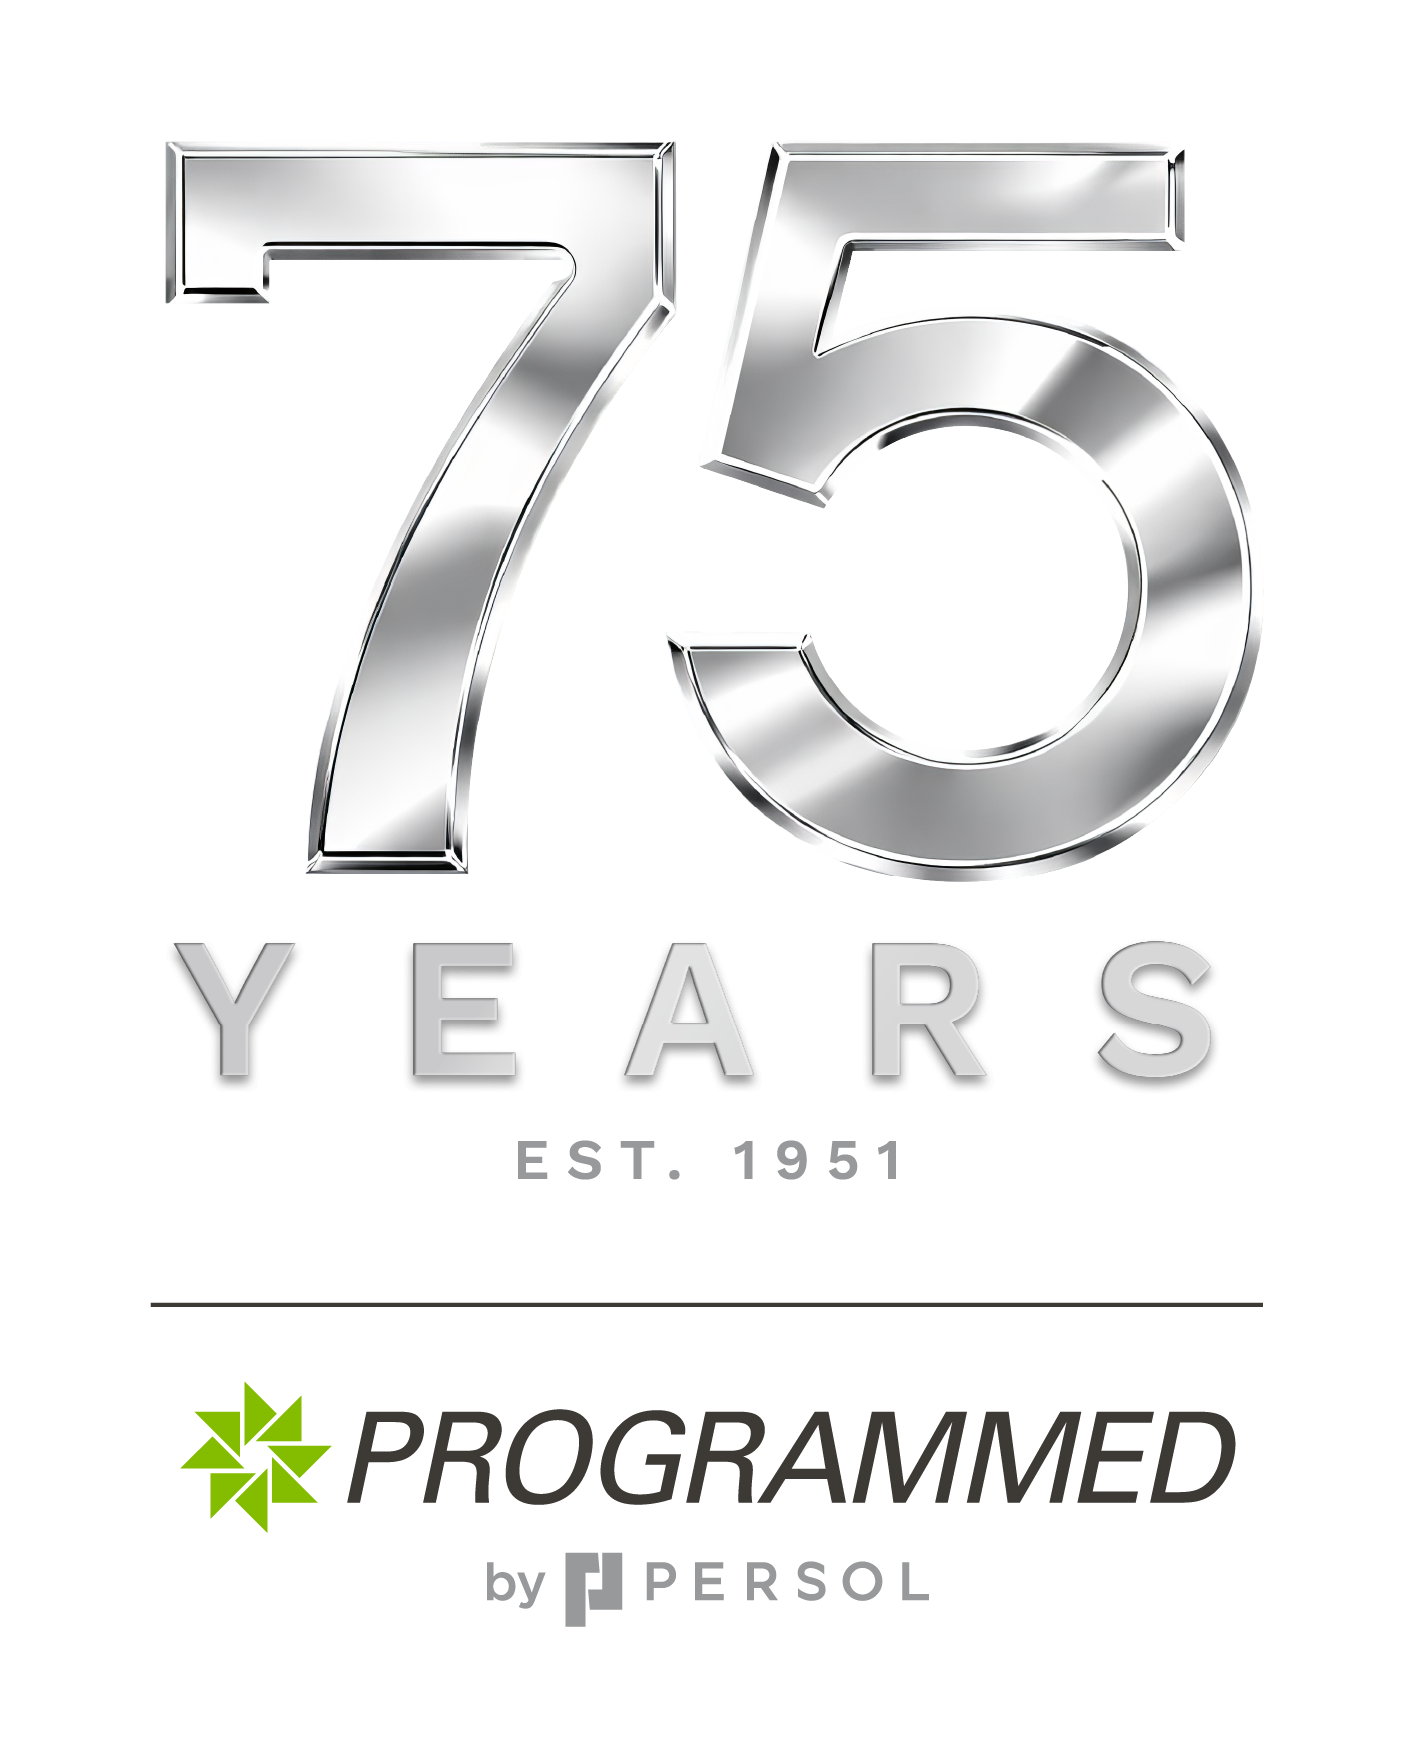 75
YEARS
EST. 1951
PROGRAMMED
by PERSOL